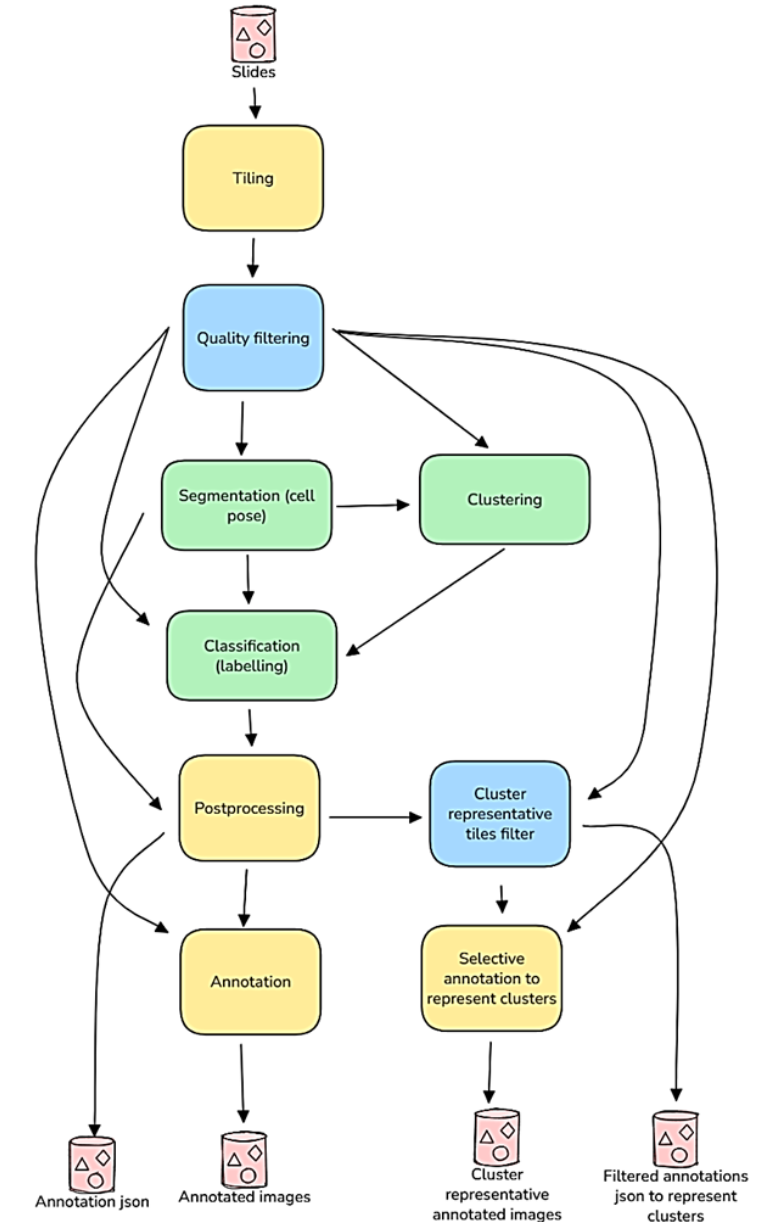 Slides
Tiling
Quality filtering
Segmentation (cell
pose)
Clustering
Classification
(labelling)
Postprocessing
Cluster
representative
tiles filter
Annotation
Selective
annotation to
represent clusters
Annotation json
Annotated images
Cluster
representative
annotated images
Filtered annotations
json to represent
clusters